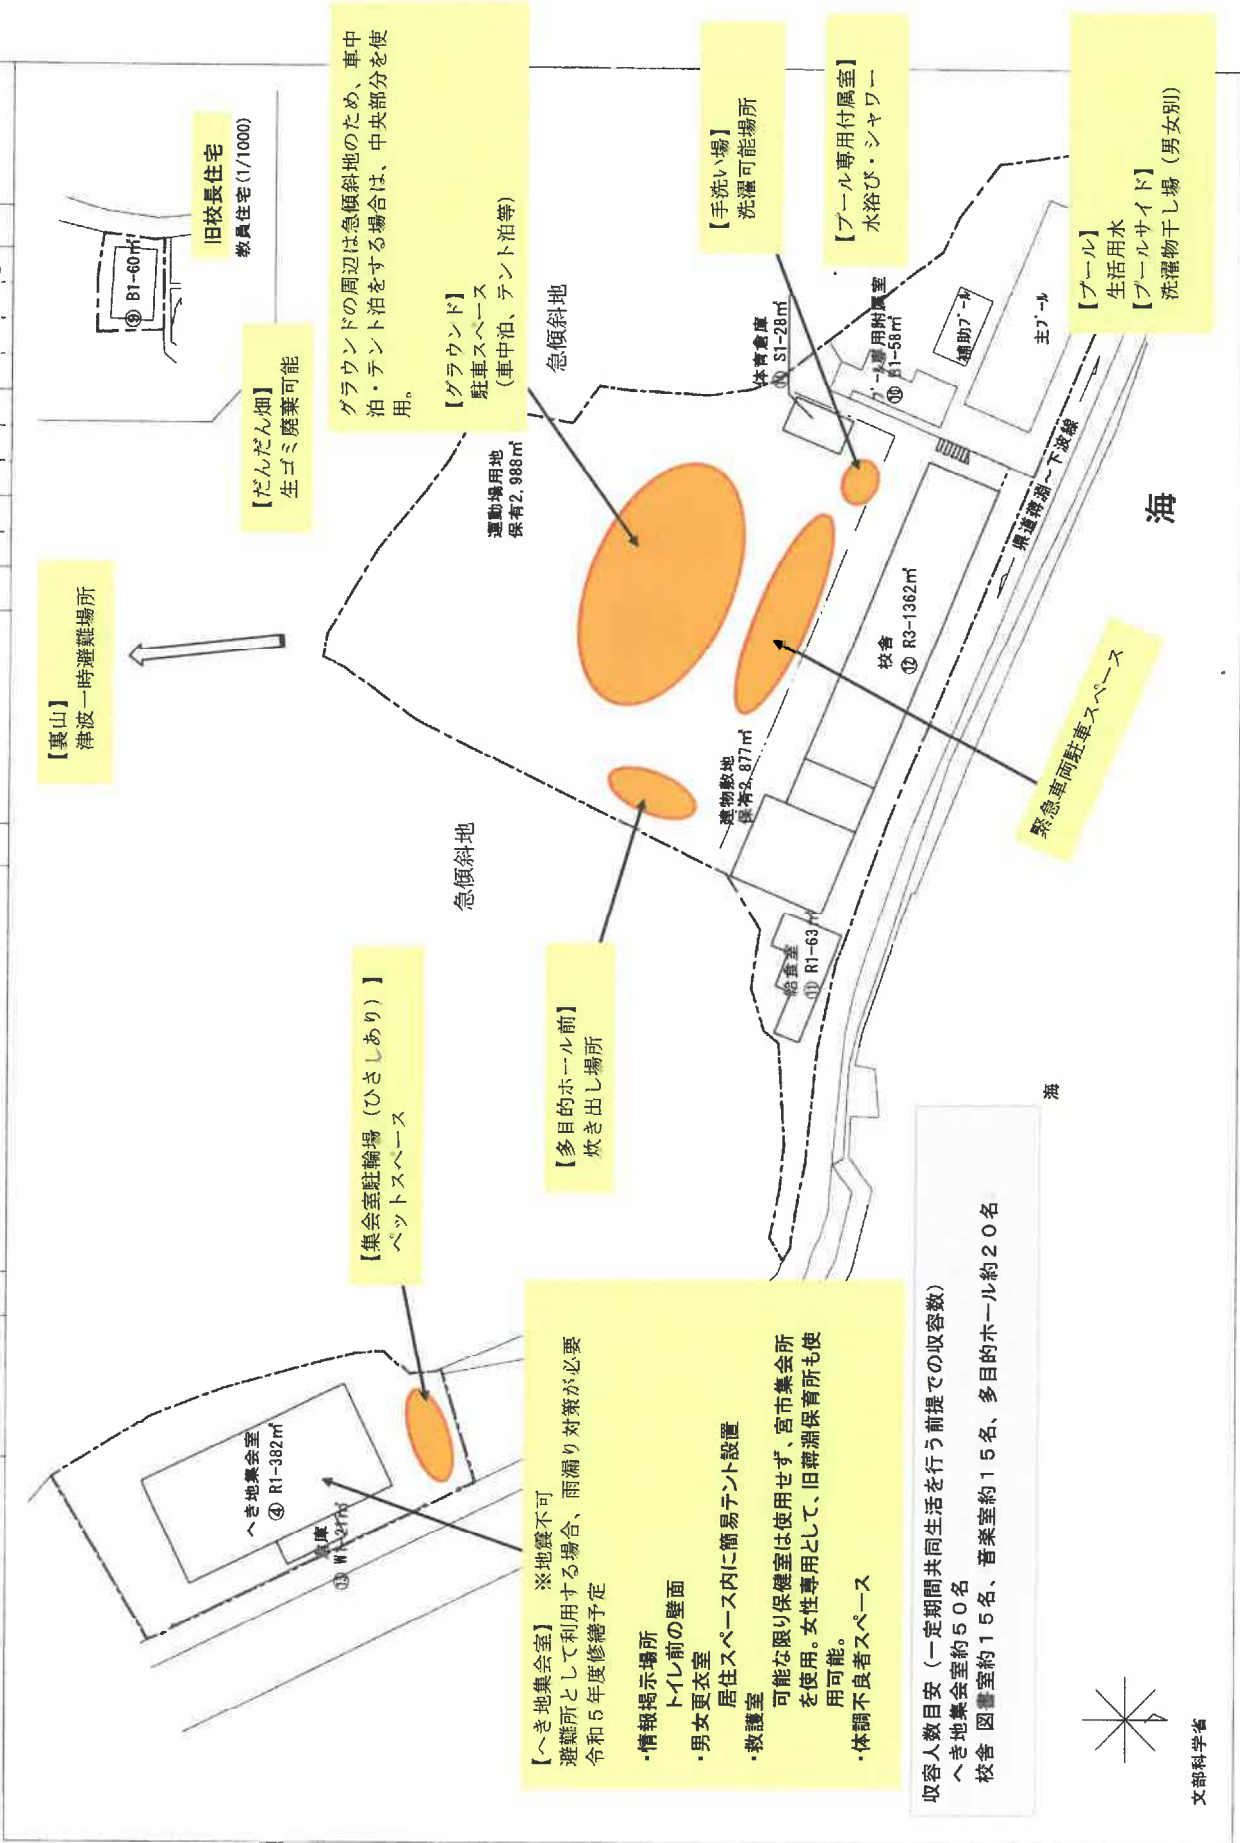 【裏山】
津波一時避難場所
旧校長住宅
教員住宅(1/1000)
⑨ B1-60㎡
【だんだん畑】
生ゴミ廃棄可能
グラウンドの周辺は急傾斜地のため、車中
泊・テント泊をする場合は、中央部分を使
用。
【グラウンド】
駐車スペース
（車中泊、テント泊等）
急傾斜地
運動場用地
保有2,988㎡
【手洗い場】
洗濯可能場所
【プール専用付属室】
水浴び・シャワー
体育倉庫
S1-28㎡
プール専用附属室
⑩ B1-58㎡
補助プール
主プール
【プール】
生活用水
【プールサイド】
洗濯物干し場（男女別）
県道蒋淵～下波線
海
校舎
⑫ R3-1362㎡
建物敷地
保有2,877㎡
緊急車両駐車スペース
急傾斜地
給食室
⑪ R1-63㎡
【多目的ホール前】
炊き出し場所
【集会室駐輪場（ひさしあり）】
ペットスペース
海
へき地集会室
④ R1-382㎡
倉庫
⑬ W1-21㎡
【へき地集会室】　※地震不可
避難所として利用する場合、雨漏り対策が必要
令和５年度修繕予定
・情報掲示場所
トイレ前の壁面
・男女更衣室
居住スペース内に簡易テント設置
・救護室
可能な限り保健室は使用せず、宮市集会所
を使用。女性専用として、旧蒋淵保育所も使
用可能。
・体調不良者スペース
収容人数目安（一定期間共同生活を行う前提での収容数）
へき地集会室約５０名
校舎 図書室約１５名、音楽室約１５名、多目的ホール約２０名
文部科学省